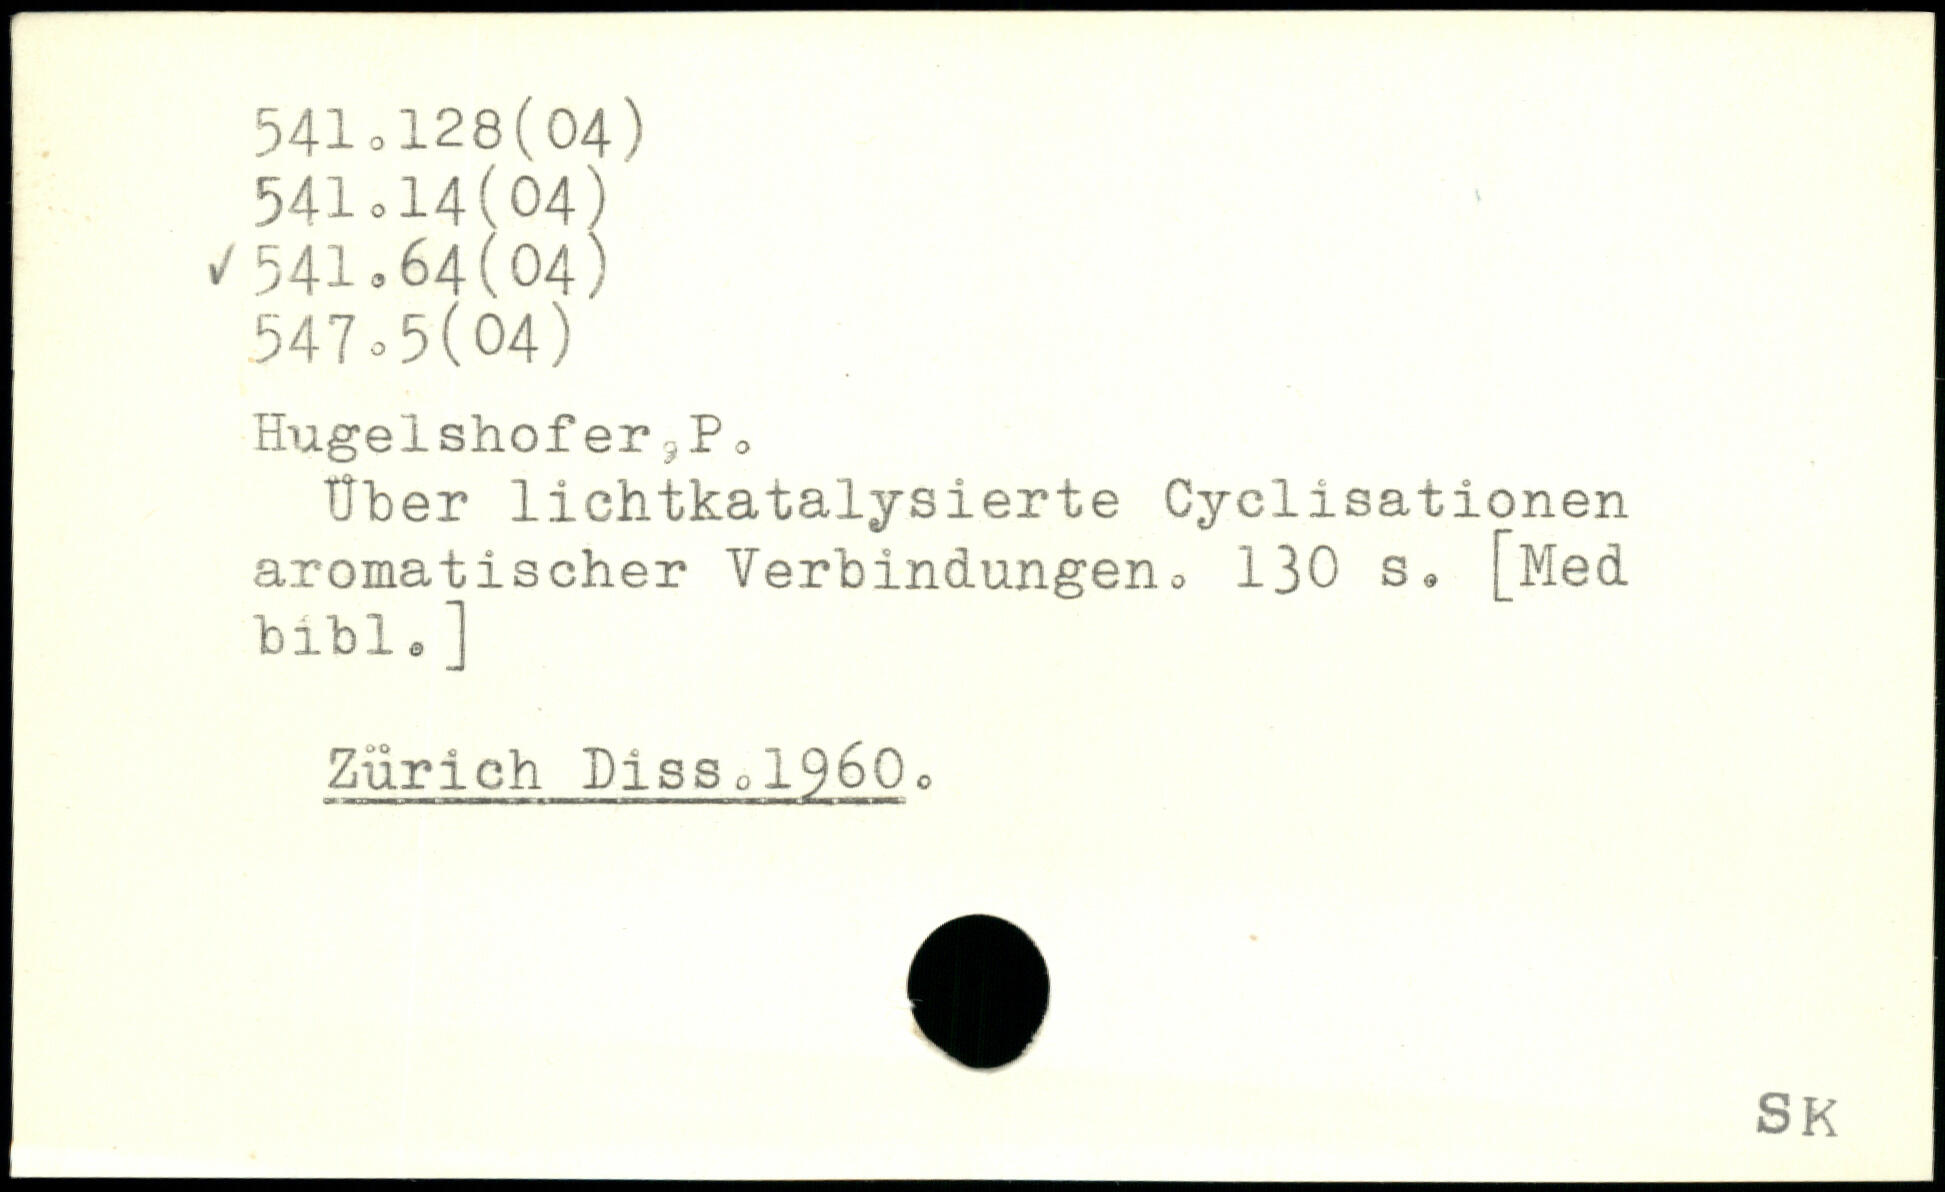 541.128(04)
541.14(04)
✓ 541.64(04)
547.5(04)
Hugelshofer,P.
Über lichtkatalysierte Cyclisationen
aromatischer Verbindungen. 130 s. [Med
bibl.]
Zürich Diss.1960.
SK